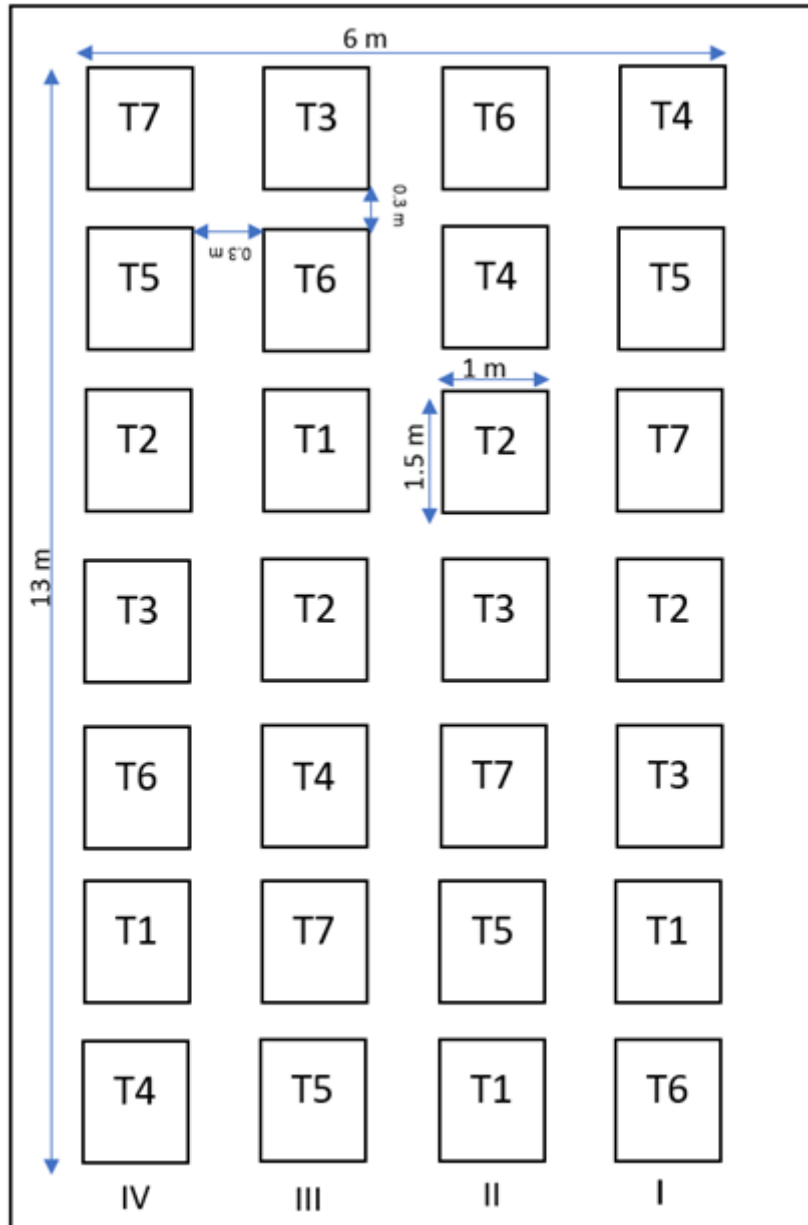 6 m
T7 T3 T6 T4
0.3 m
0.3 m
T5 T6 T4 T5
1 m
T2 T1 T2 T7
1.5 m
13 m
T3 T2 T3 T2
T6 T4 T7 T3
T1 T7 T5 T1
T4 T5 T1 T6
IV III II I